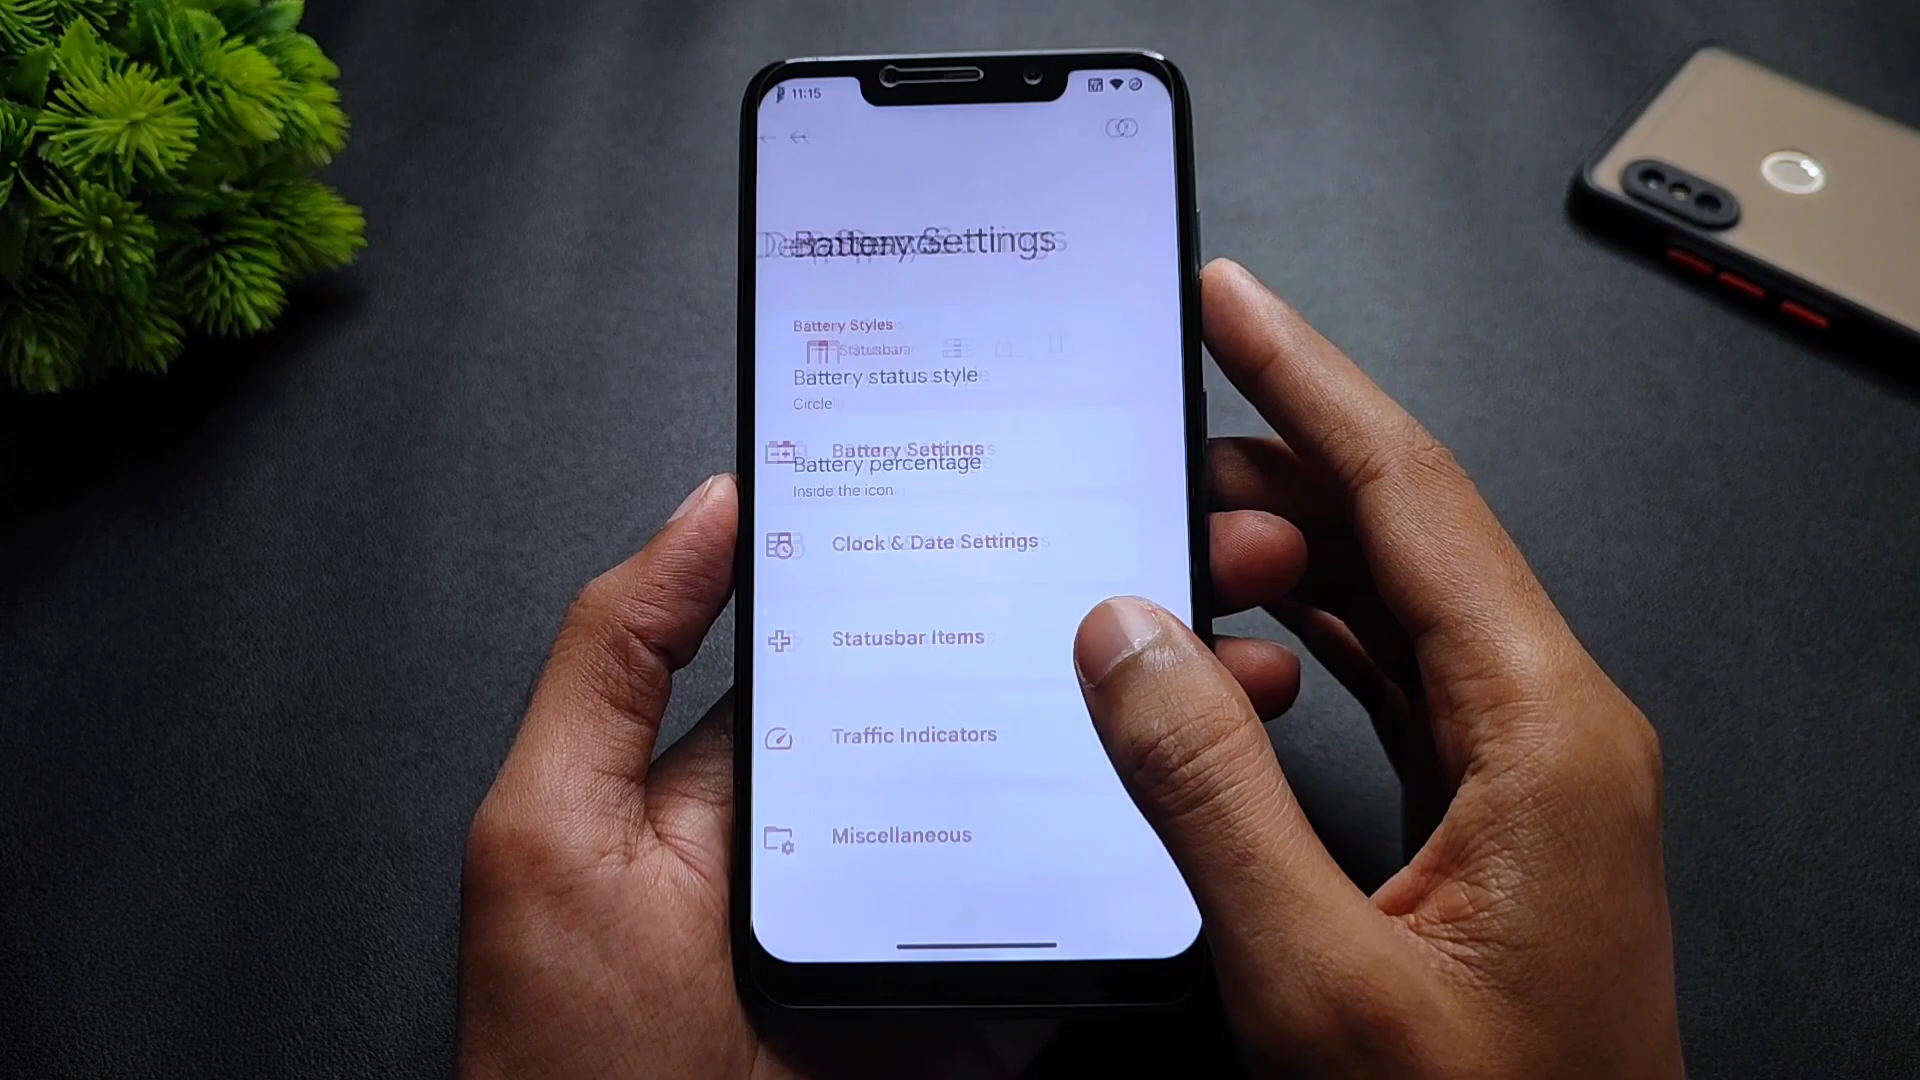 11:15
Battery Settings
Battery Styles
Statusbar
Battery status style
Circle
Battery Settings
Battery percentage
Inside the icon
Clock & Date Settings
Statusbar Items
Traffic Indicators
Miscellaneous